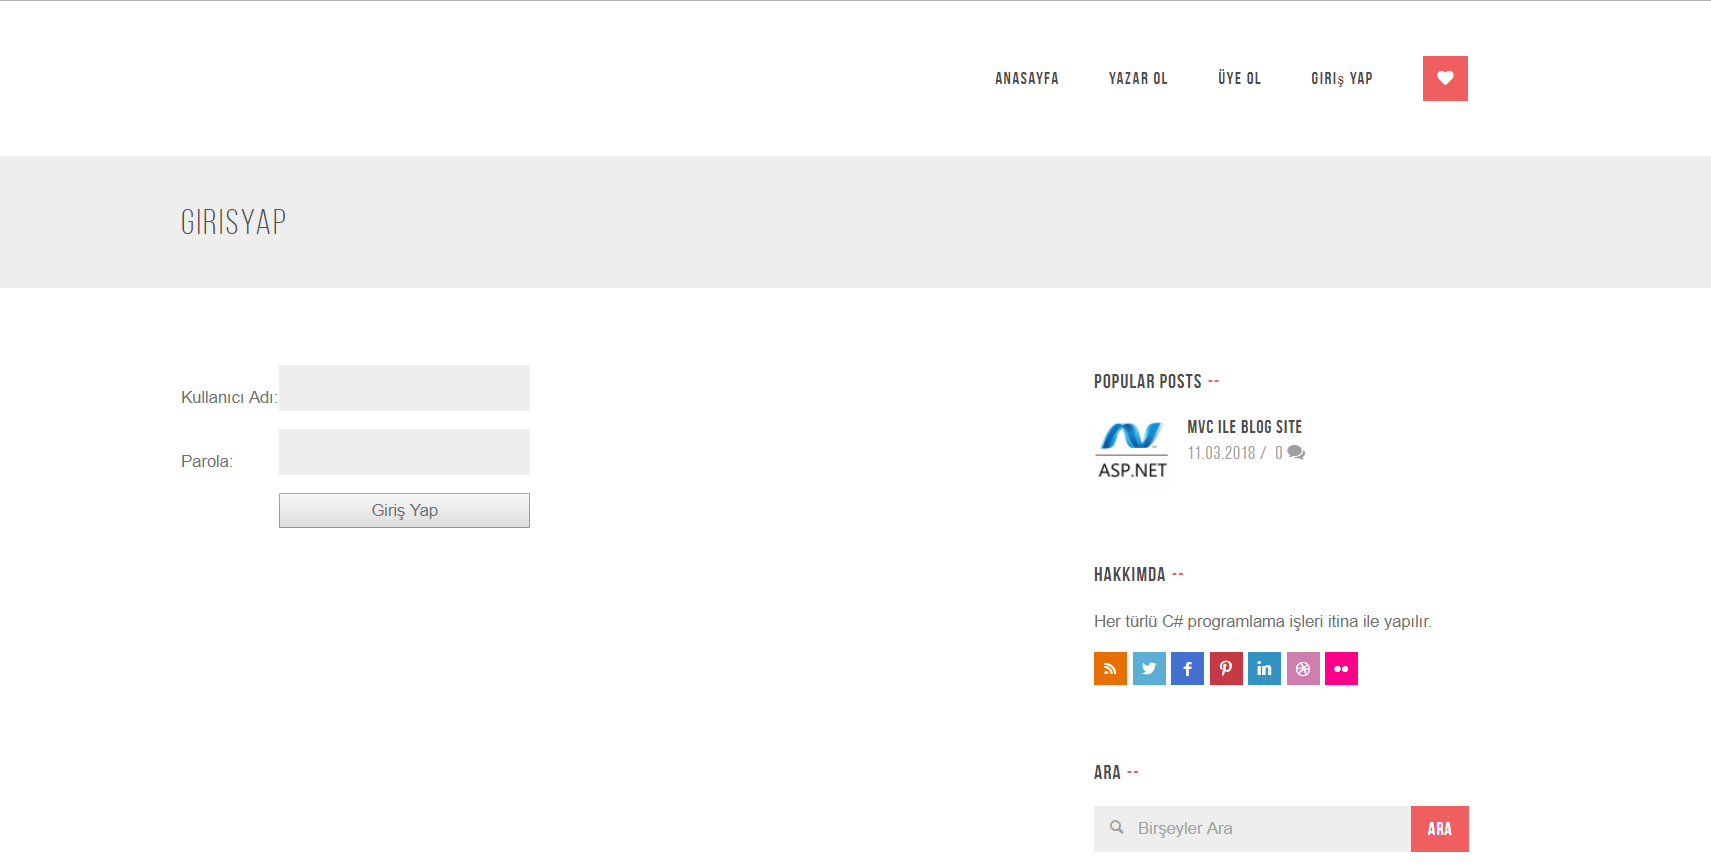 ANASAYFA YAZAR OL ÜYE OL GIRIş YAP
GIRISYAP
Kullanıcı Adı:
Parola:
Giriş Yap
POPULAR POSTS --
ASP.NET
MVC ILE BLOG SITE
11.03.2018 / 0
HAKKIMDA --
Her türlü C# programlama işleri itina ile yapılır.
ARA --
Birşeyler Ara ARA